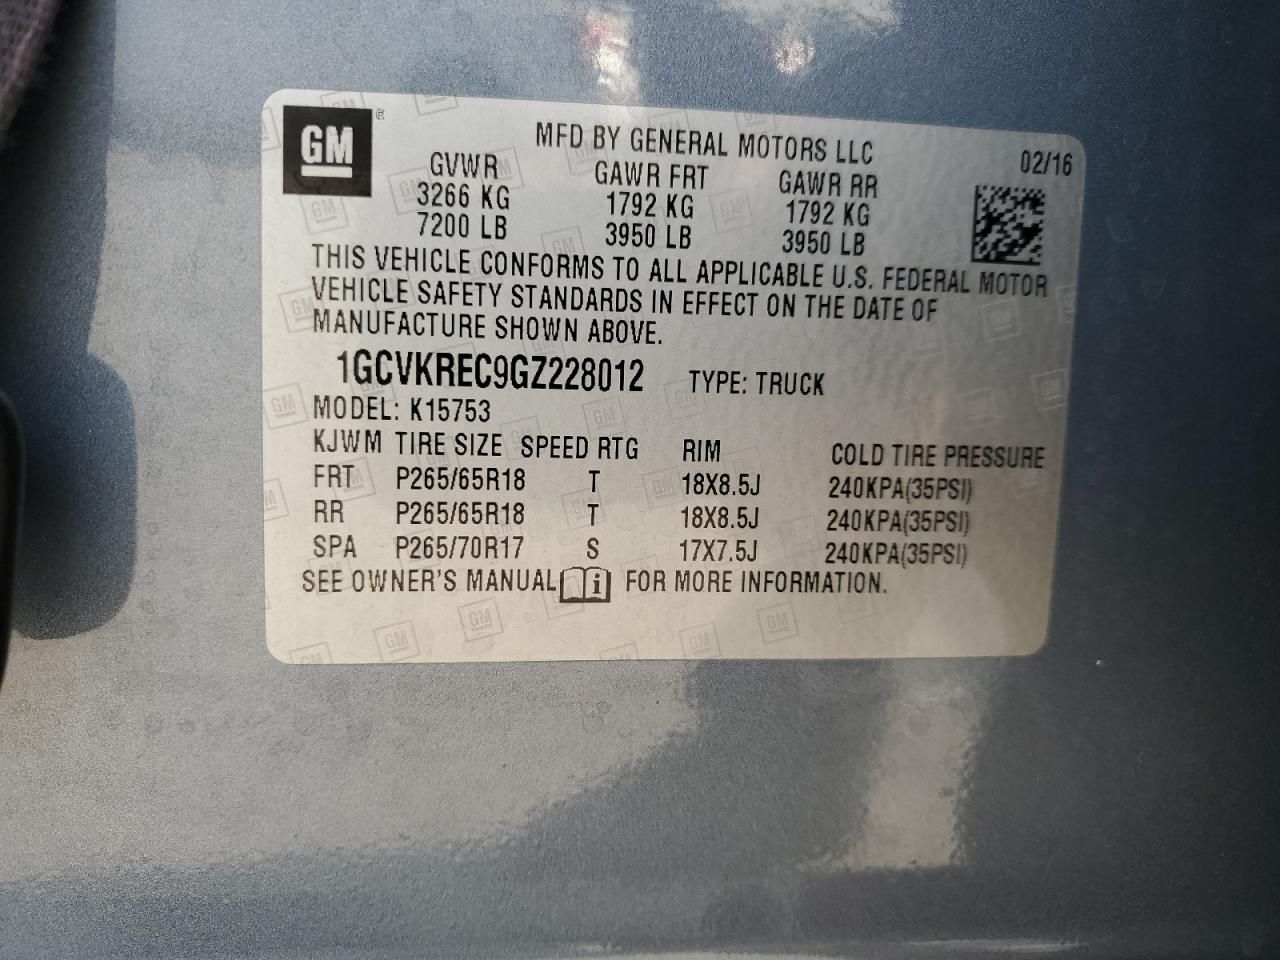 GM ®
MFD BY GENERAL MOTORS LLC
02/16
GVWR GAWR FRT GAWR RR
3266 KG 1792 KG 1792 KG
7200 LB 3950 LB 3950 LB
THIS VEHICLE CONFORMS TO ALL APPLICABLE U.S. FEDERAL MOTOR
VEHICLE SAFETY STANDARDS IN EFFECT ON THE DATE OF
MANUFACTURE SHOWN ABOVE.
1GCVKREC9GZ228012 TYPE: TRUCK
MODEL: K15753
KJWM TIRE SIZE SPEED RTG RIM COLD TIRE PRESSURE
FRT P265/65R18 T 18X8.5J 240KPA(35PSI)
RR P265/65R18 T 18X8.5J 240KPA(35PSI)
SPA P265/70R17 S 17X7.5J 240KPA(35PSI)
SEE OWNER'S MANUAL FOR MORE INFORMATION.